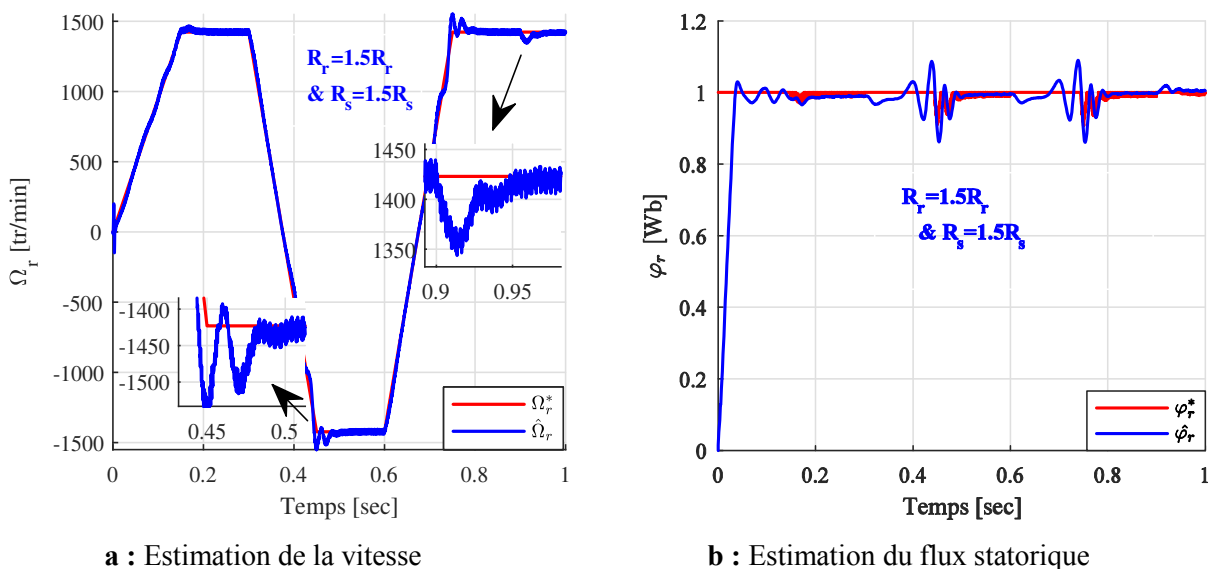 1500
1000
500
0
-500
-1000
-1500
Ω_r [tr/min]
R_r=1.5R_r
& R_s=1.5R_s
1450
1400
1350
0.9 0.95
-1400
-1450
-1500
0.45 0.5
Ω_r^*
Ω̂_r
0 0.2 0.4 0.6 0.8 1
Temps [sec]
a : Estimation de la vitesse
1.2
1
0.8
0.6
0.4
0.2
0
φ_r [Wb]
R_r=1.5R_r
& R_s=1.5R_s
φ_r^*
φ̂_r
0 0.2 0.4 0.6 0.8 1
Temps [sec]
b : Estimation du flux statorique